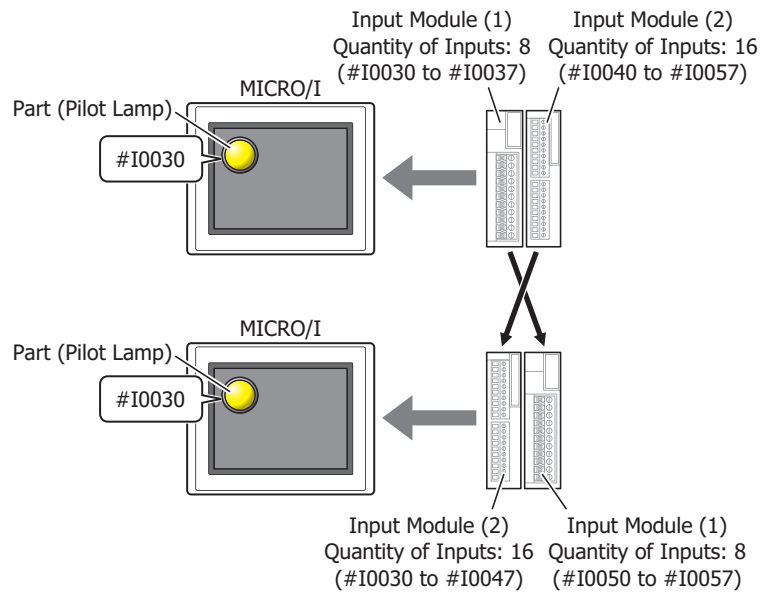 Input Module (1)
Quantity of Inputs: 8
(#I0030 to #I0037)
Input Module (2)
Quantity of Inputs: 16
(#I0040 to #I0057)
MICRO/I
Part (Pilot Lamp)
#I0030
MICRO/I
Part (Pilot Lamp)
#I0030
Input Module (2)
Quantity of Inputs: 16
(#I0030 to #I0047)
Input Module (1)
Quantity of Inputs: 8
(#I0050 to #I0057)